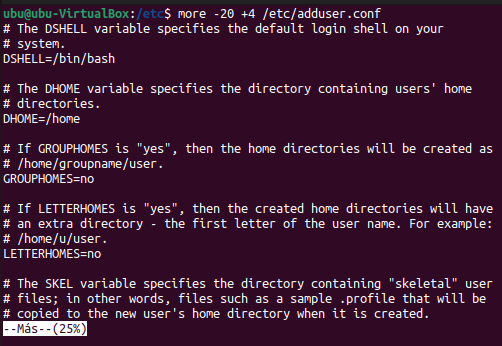 ubu@ubu-VirtualBox:/etc$ more -20 +4 /etc/adduser.conf
# The DSHELL variable specifies the default login shell on your
# system.
DSHELL=/bin/bash

# The DHOME variable specifies the directory containing users' home
# directories.
DHOME=/home

# If GROUPHOMES is "yes", then the home directories will be created as
# /home/groupname/user.
GROUPHOMES=no

# If LETTERHOMES is "yes", then the created home directories will have
# an extra directory - the first letter of the user name. For example:
# /home/u/user.
LETTERHOMES=no

# The SKEL variable specifies the directory containing "skeletal" user
# files; in other words, files such as a sample .profile that will be
# copied to the new user's home directory when it is created.
--Más--(25%)